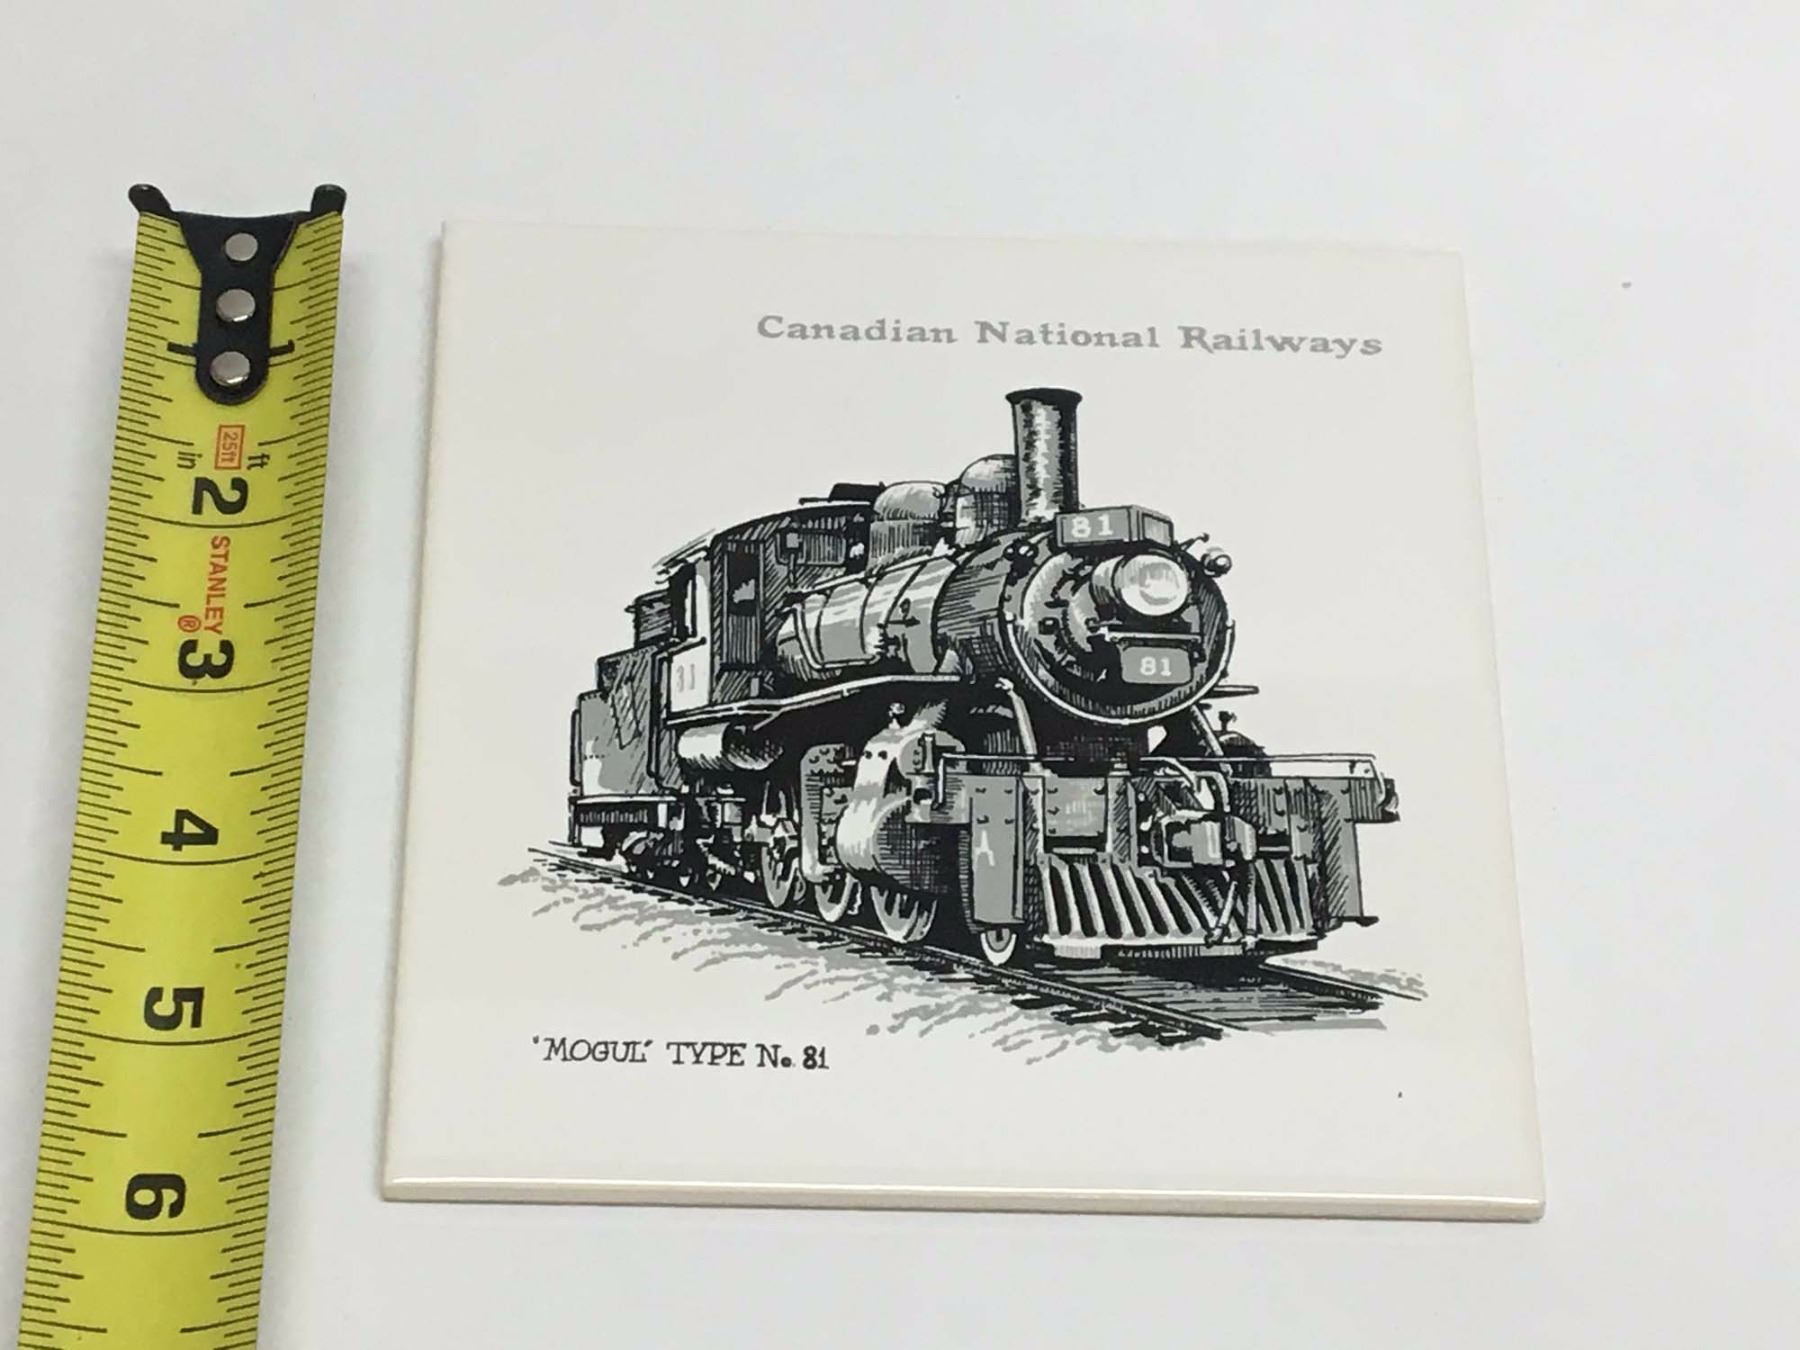 1
25ft
ft
in
2
STANLEY®
3
4
5
6
Canadian National Railways
81
81
31
A
'MOGUL' TYPE No. 81